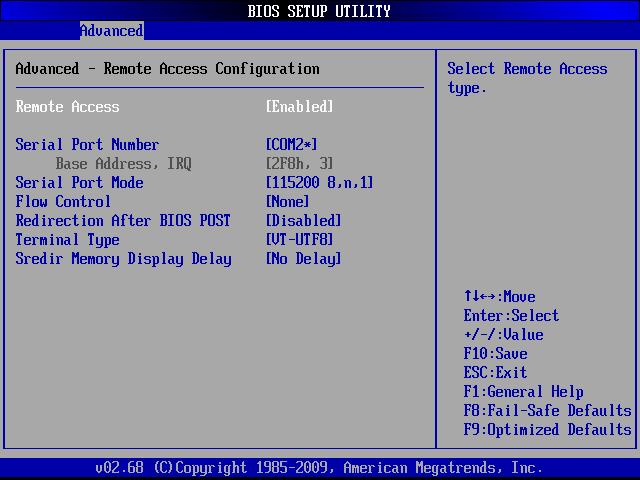 BIOS SETUP UTILITY
Advanced
Advanced - Remote Access Configuration
Remote Access [Enabled]
Serial Port Number [COM2*]
Base Address, IRQ [2F8h, 3]
Serial Port Mode [115200 8,n,1]
Flow Control [None]
Redirection After BIOS POST [Disabled]
Terminal Type [VT-UTF8]
Sredir Memory Display Delay [No Delay]
Select Remote Access
type.
↑↓←→:Move
Enter:Select
+/-/:Value
F10:Save
ESC:Exit
F1:General Help
F8:Fail-Safe Defaults
F9:Optimized Defaults
v02.68 (C)Copyright 1985-2009, American Megatrends, Inc.